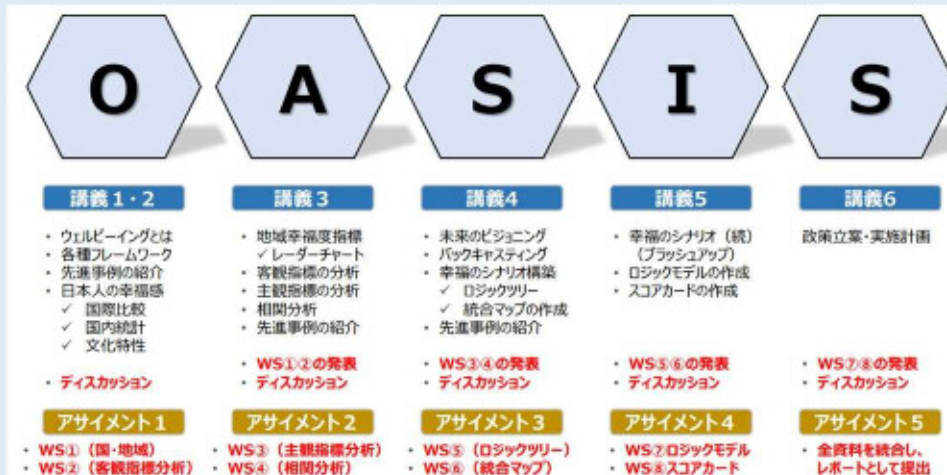 O
A
S
I
S
講義1・2
・ ウェルビーイングとは
・ 各種フレームワーク
・ 先進事例の紹介
・ 日本人の幸福感
✓ 国際比較
✓ 国内統計
✓ 文化特性
・ ディスカッション
アサイメント1
・ WS①（国・地域）
・ WS②（客観指標分析）
講義3
・ 地域幸福度指標
✓レーダーチャート
・ 客観指標の分析
・ 主観指標の分析
・ 相関分析
・ 先進事例の紹介
・ WS①②の発表
・ ディスカッション
アサイメント2
・ WS③（主観指標分析）
・ WS④（相関分析）
講義4
・ 未来のビジョニング
・ バックキャスティング
・ 幸福のシナリオ構築
✓ ロジックツリー
✓ 統合マップの作成
・ 先進事例の紹介
・ WS③④の発表
・ ディスカッション
アサイメント3
・ WS⑤（ロジックツリー）
・ WS⑥（統合マップ）
講義5
・ 幸福のシナリオ（続）
（ブラッシュアップ）
・ ロジックモデルの作成
・ スコアカードの作成
・ WS⑤⑥の発表
・ ディスカッション
アサイメント4
・ WS⑦ロジックモデル
・ WS⑧スコアカード
講義6
政策立案・実施計画
・ WS⑦⑧の発表
・ ディスカッション
アサイメント5
・ 全資料を統合し、
レポートとして提出